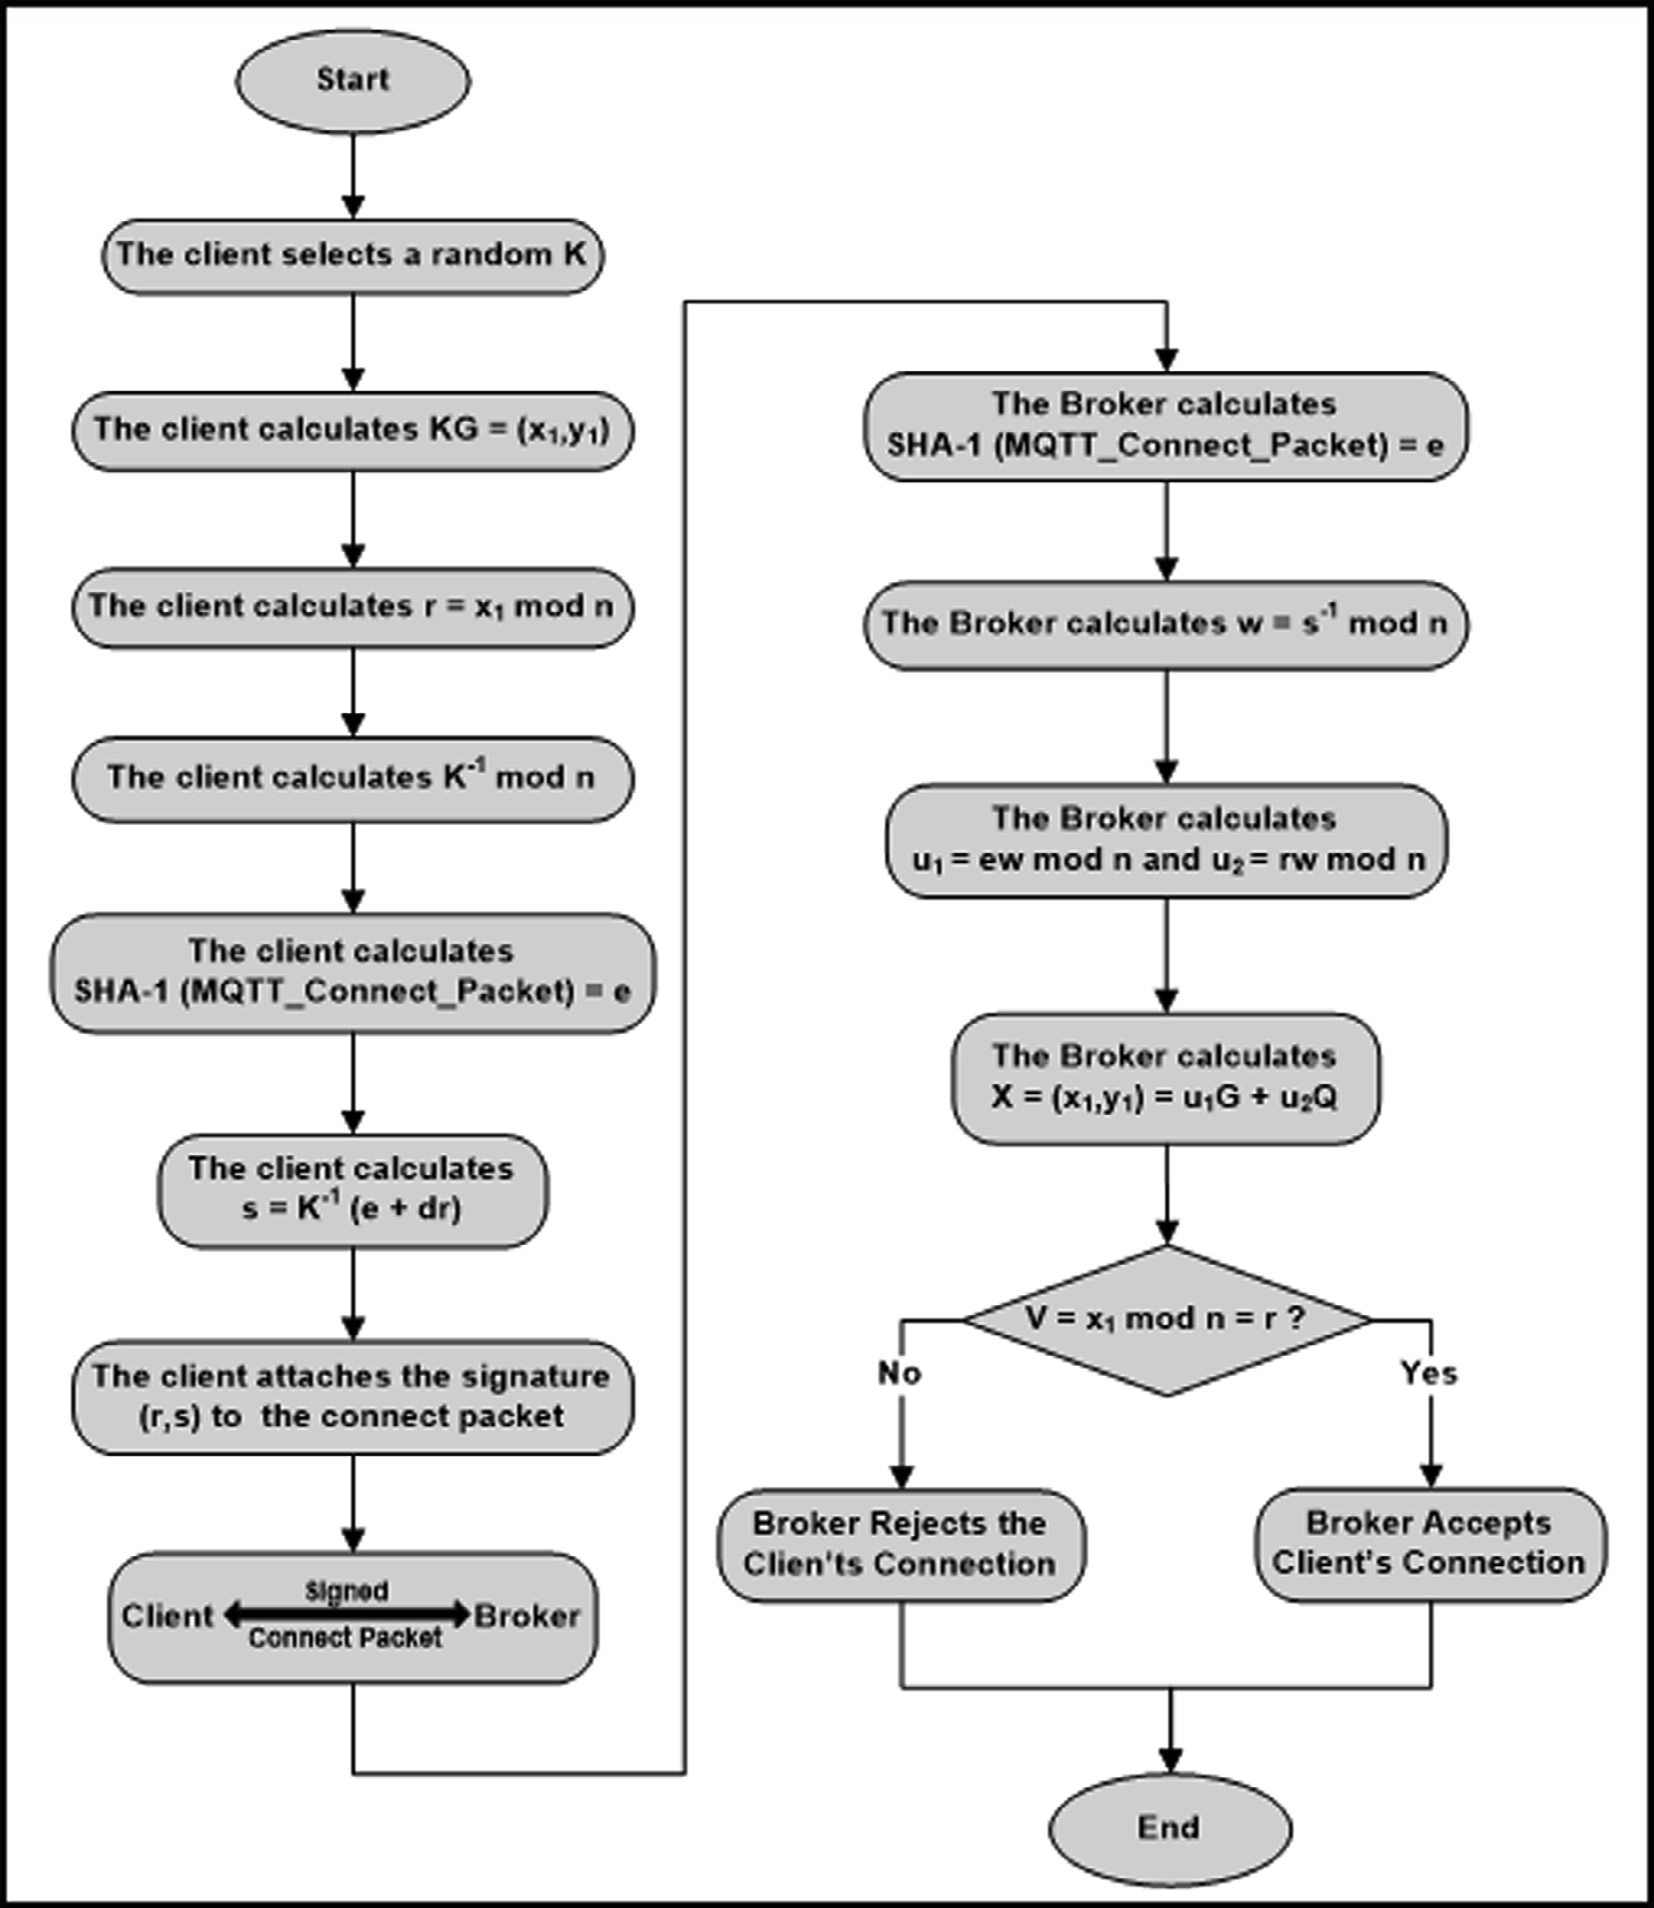 Start
The client selects a random K
The client calculates KG = (x₁,y₁)
The client calculates r = x₁ mod n
The client calculates K⁻¹ mod n
The client calculates
SHA-1 (MQTT_Connect_Packet) = e
The client calculates
s = K⁻¹ (e + dr)
The client attaches the signature
(r,s) to the connect packet
Signed
Client Broker
Connect Packet
The Broker calculates
SHA-1 (MQTT_Connect_Packet) = e
The Broker calculates w = s⁻¹ mod n
The Broker calculates
u₁ = ew mod n and u₂ = rw mod n
The Broker calculates
X = (x₁,y₁) = u₁G + u₂Q
V = x₁ mod n = r ?
No
Yes
Broker Rejects the
Clien'ts Connection
Broker Accepts
Client's Connection
End